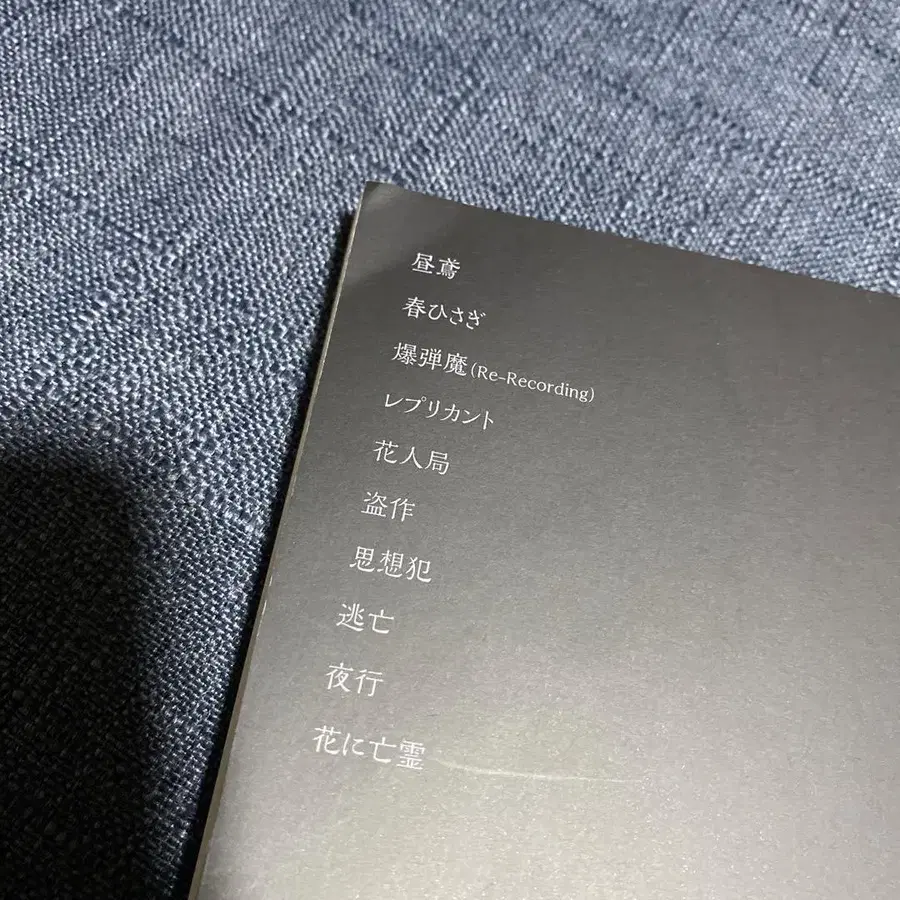 昼鳶
春ひさぎ
爆弾魔(Re-Recording)
レプリカント
花人局
盗作
思想犯
逃亡
夜行
花に亡霊